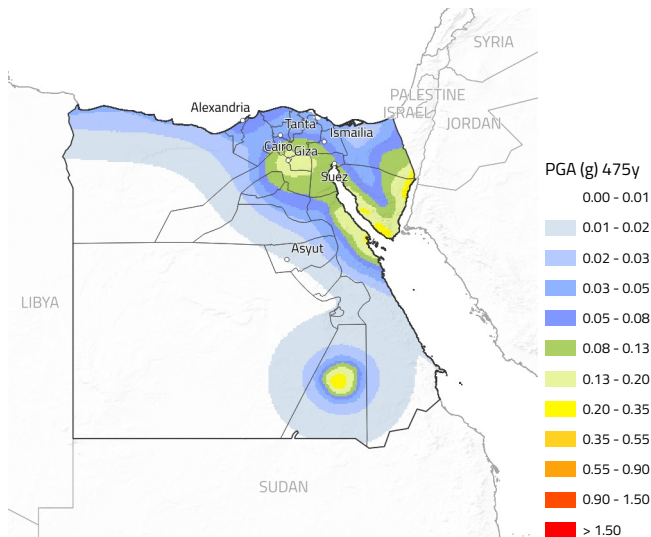 SYRIA
PALESTINE
ISRAEL
JORDAN
Alexandria
Tanta
Ismailia
Cairo
Giza
Suez
Asyut
LIBYA
SUDAN
PGA (g) 475y
0.00 - 0.01
0.01 - 0.02
0.02 - 0.03
0.03 - 0.05
0.05 - 0.08
0.08 - 0.13
0.13 - 0.20
0.20 - 0.35
0.35 - 0.55
0.55 - 0.90
0.90 - 1.50
> 1.50